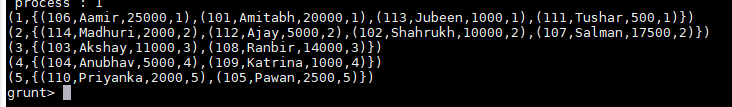 process : 1
(1,{(106,Aamir,25000,1),(101,Amitabh,20000,1),(113,Jubeen,1000,1),(111,Tushar,500,1)})
(2,{(114,Madhuri,2000,2),(112,Ajay,5000,2),(102,Shahrukh,10000,2),(107,Salman,17500,2)})
(3,{(103,Akshay,11000,3),(108,Ranbir,14000,3)})
(4,{(104,Anubhav,5000,4),(109,Katrina,1000,4)})
(5,{(110,Priyanka,2000,5),(105,Pawan,2500,5)})
grunt>